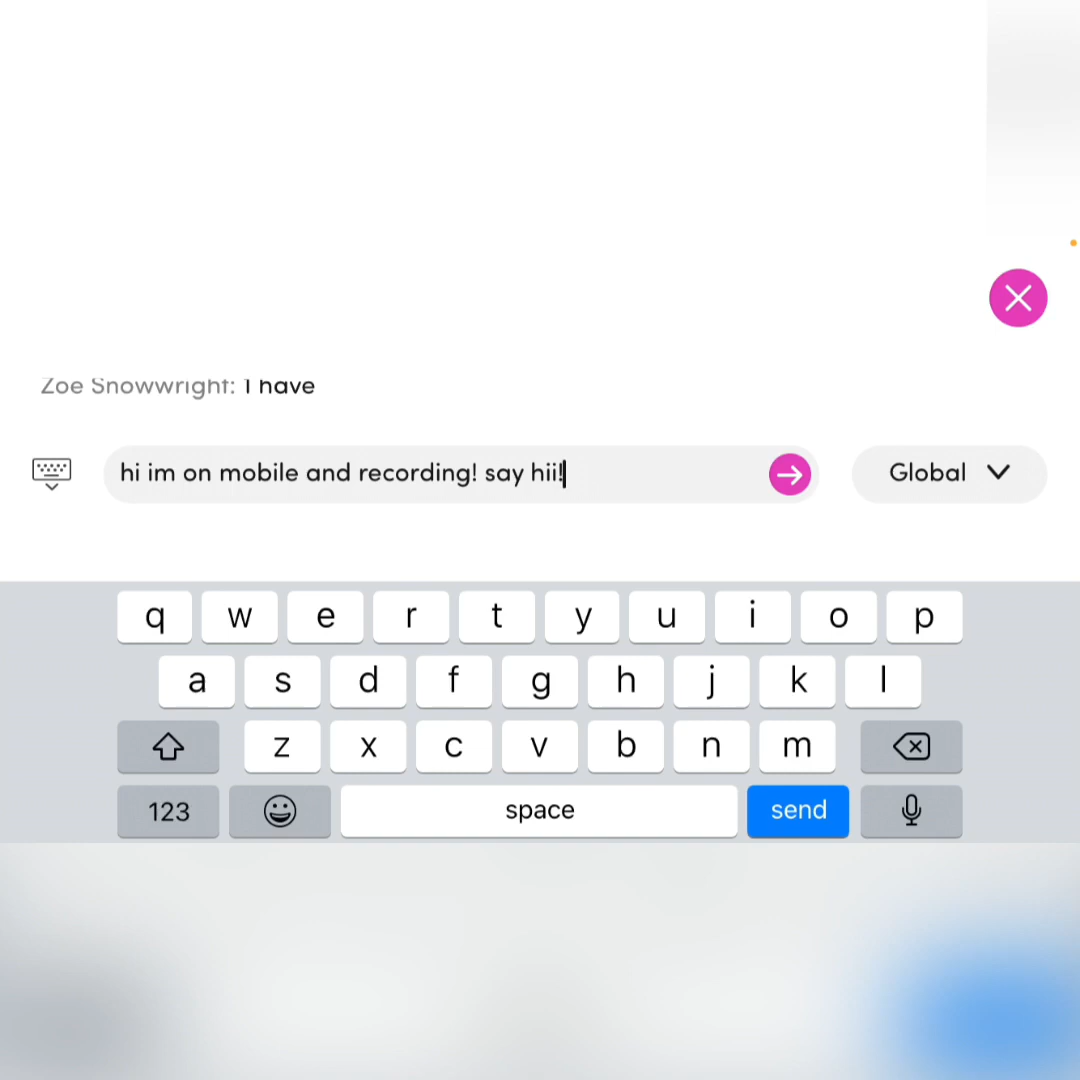 Zoe Snowwright: I have
hi im on mobile and recording! say hii!
Global
q w e r t y u i o p
a s d f g h j k l
z x c v b n m
123 space send